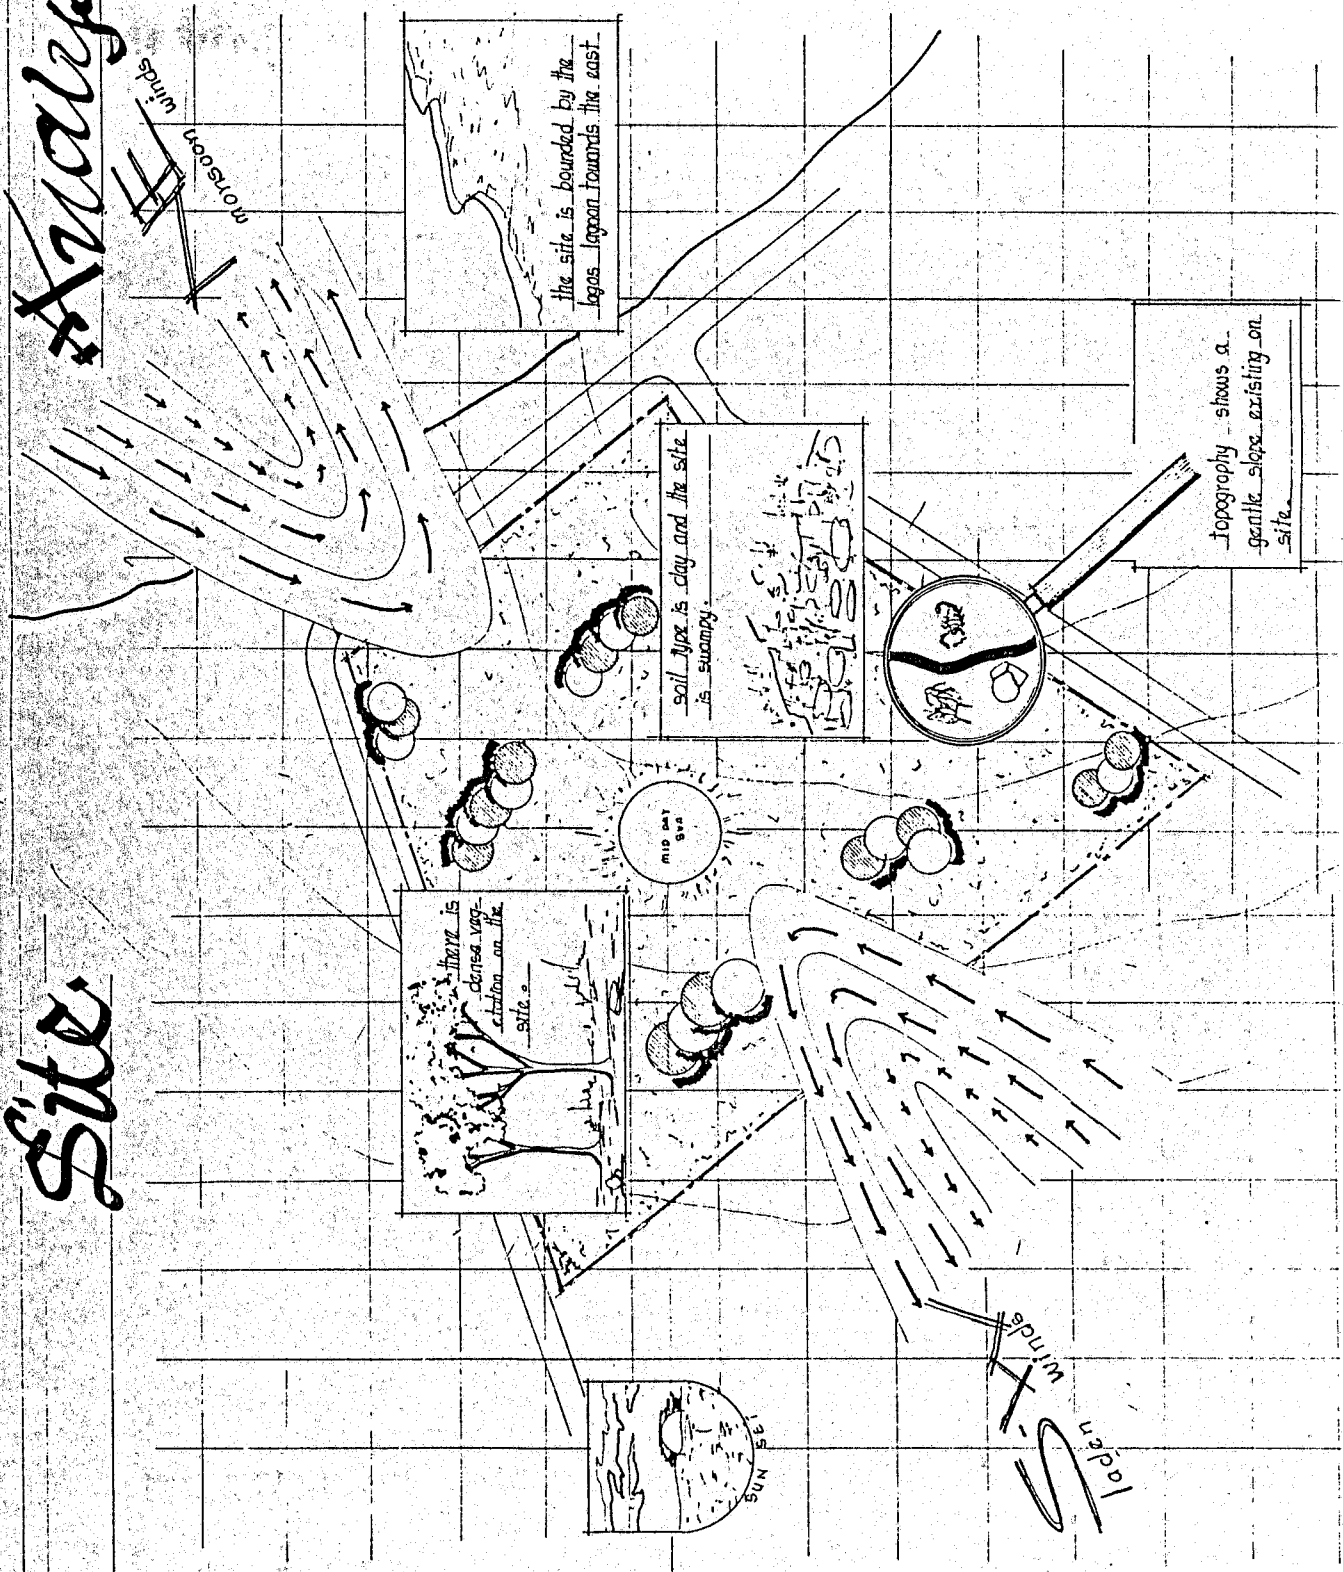 Site.
Analys
monsoon winds
the site is bounded by the
lagos lagoon towards the east
there is
dense veg-
etation on the
site.
soil type is clay and the site
is swampy.
MID DAY
SUN
topography shows a
gentle slope existing on
site.
SUN SET
laden
winds